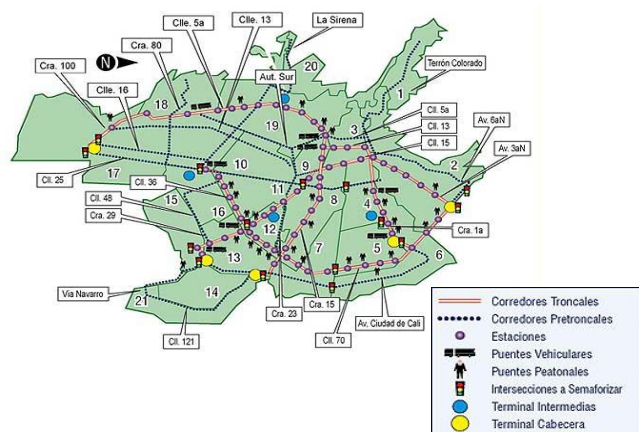 La Sirena
Clle. 5a
Clle. 13
Cra. 80
20
Cra. 100
Aut. Sur
Terrón Colorado
N
Clle. 16
1
18
Cll. 5a
3
Cll. 13
19
Av. 6aN
Cll. 15
2
Av. 3aN
10
9
17
Cll. 25
Cll. 36
11
Cll. 48
15
8
4
16
Cra. 29
12
Cra. 1a
5
6
7
13
14
Via Navarro
21
Cra. 15
Av. Ciudad de Cali
Cra. 23
Cll. 121
Cll. 70
Corredores Troncales
Corredores Pretroncales
Estaciones
Puentes Vehiculares
Puentes Peatonales
Intersecciones a Semaforizar
Terminal Intermedias
Terminal Cabecera